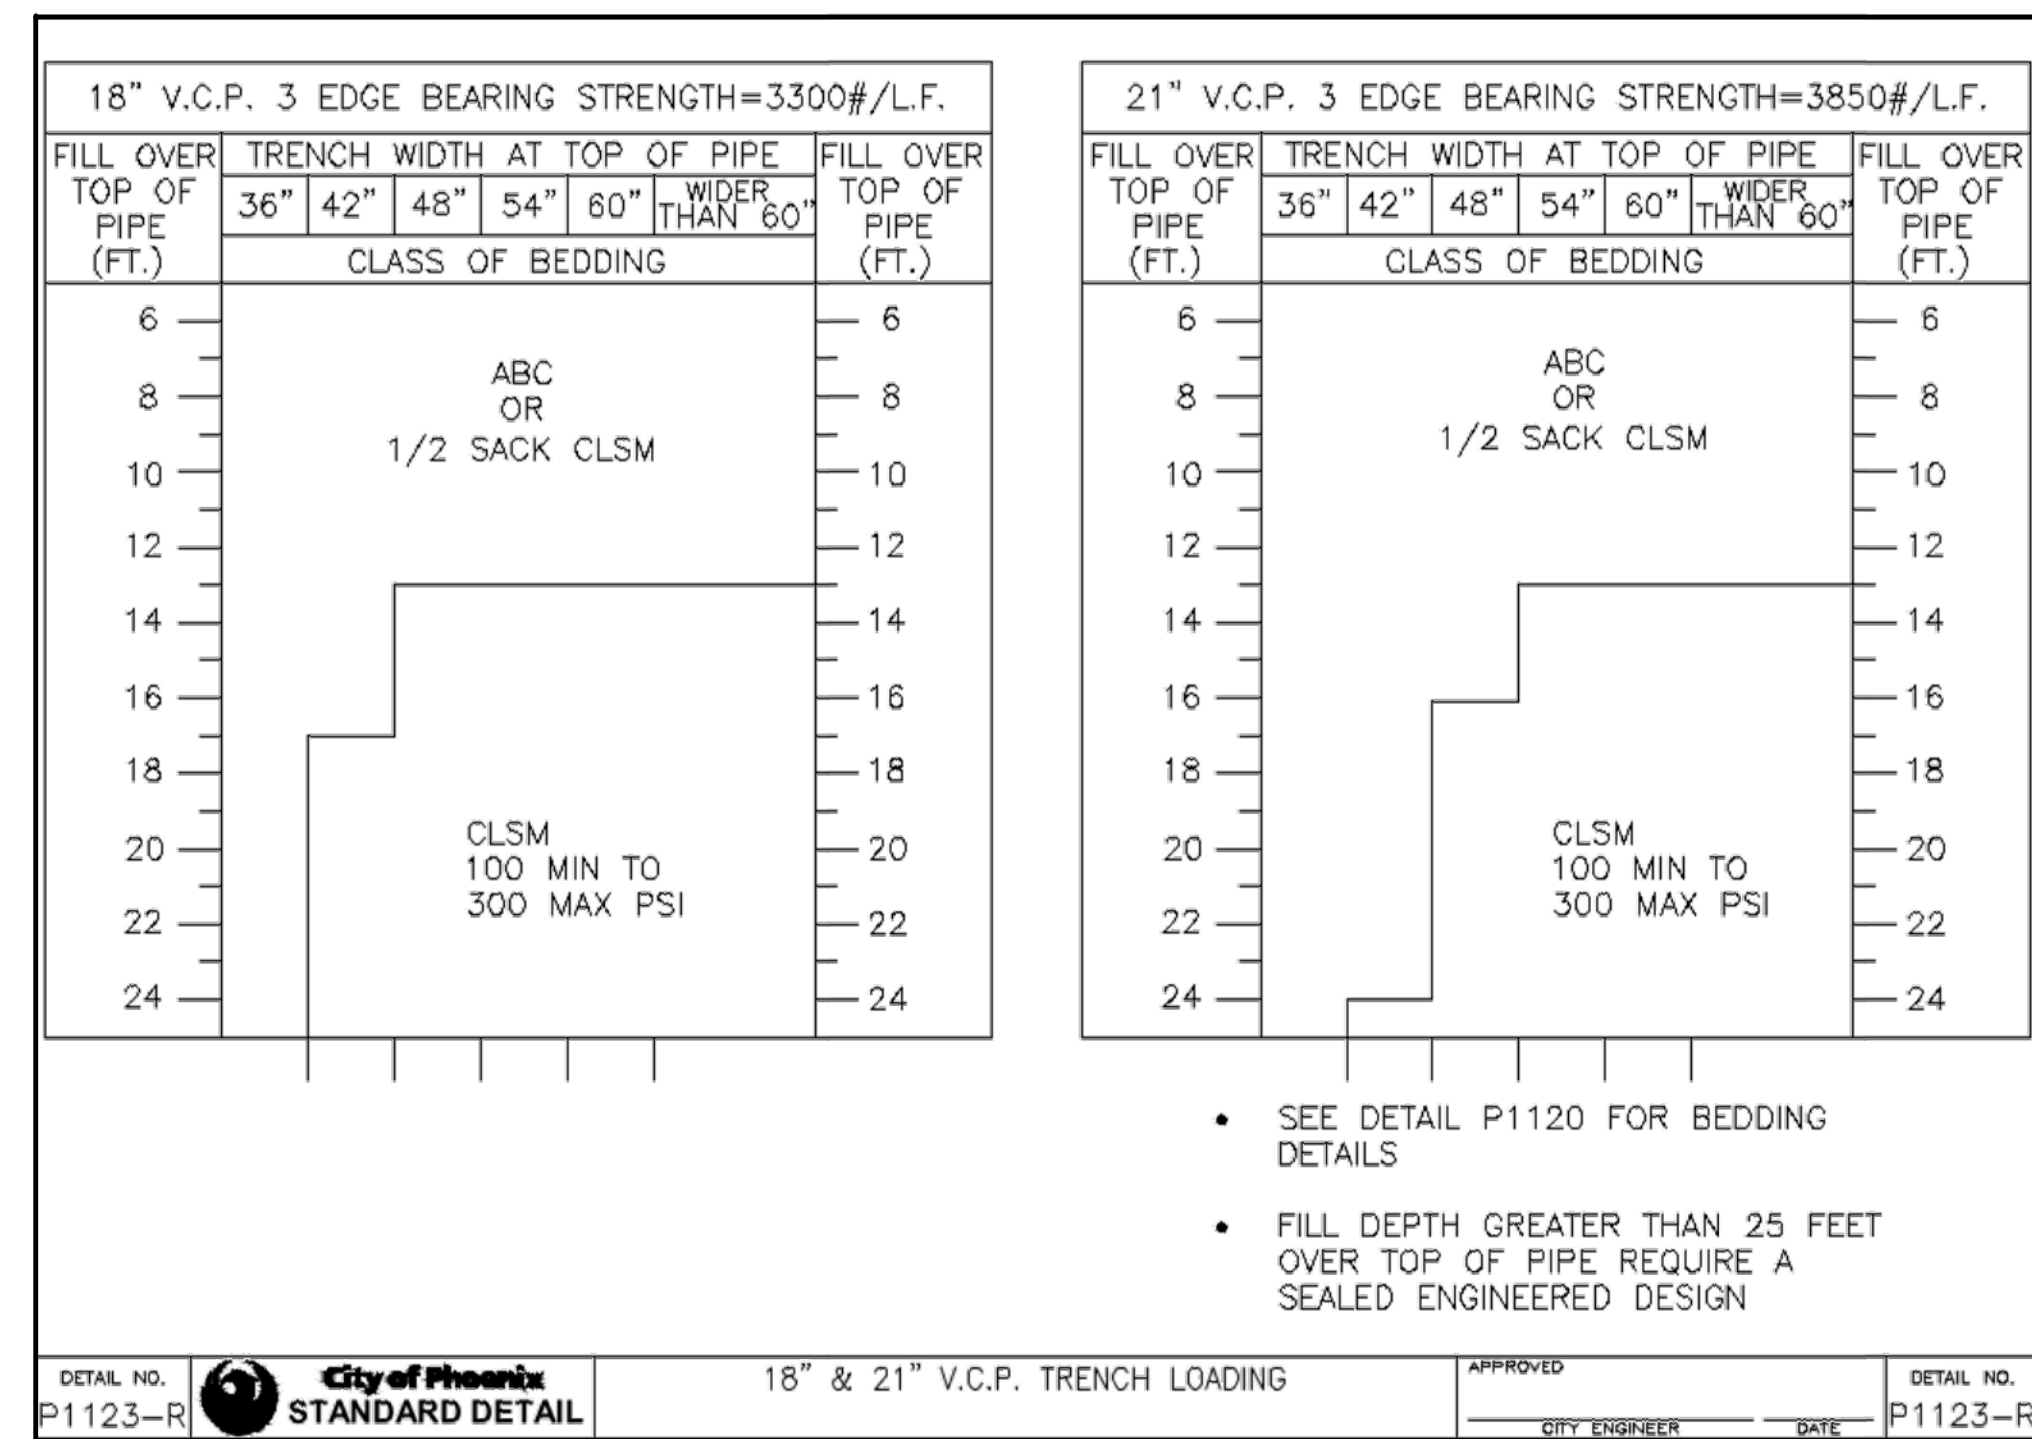 18" V.C.P. 3 EDGE BEARING STRENGTH=3300#/L.F.
FILL OVER TOP OF PIPE (FT.)
TRENCH WIDTH AT TOP OF PIPE
FILL OVER TOP OF PIPE (FT.)
36" 42" 48" 54" 60" WIDER THAN 60"
CLASS OF BEDDING
6 6
8 8
10 10
12 12
14 14
16 16
18 18
20 20
22 22
24 24
ABC
OR
1/2 SACK CLSM
CLSM
100 MIN TO
300 MAX PSI
21" V.C.P. 3 EDGE BEARING STRENGTH=3850#/L.F.
FILL OVER TOP OF PIPE (FT.)
TRENCH WIDTH AT TOP OF PIPE
FILL OVER TOP OF PIPE (FT.)
36" 42" 48" 54" 60" WIDER THAN 60"
CLASS OF BEDDING
6 6
8 8
10 10
12 12
14 14
16 16
18 18
20 20
22 22
24 24
ABC
OR
1/2 SACK CLSM
CLSM
100 MIN TO
300 MAX PSI
• SEE DETAIL P1120 FOR BEDDING
DETAILS
• FILL DEPTH GREATER THAN 25 FEET
OVER TOP OF PIPE REQUIRE A
SEALED ENGINEERED DESIGN
DETAIL NO.
P1123-R
City of Phoenix
STANDARD DETAIL
18" & 21" V.C.P. TRENCH LOADING
APPROVED
CITY ENGINEER DATE
DETAIL NO.
P1123-R